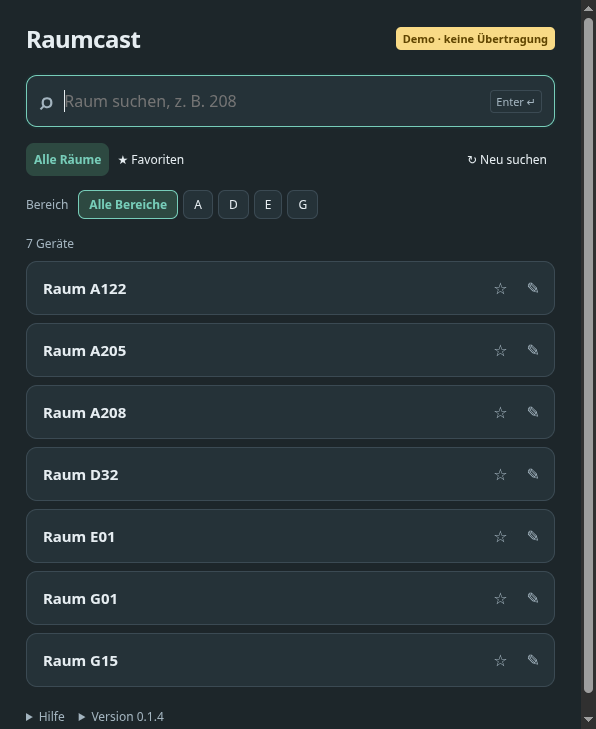 Raumcast
Demo · keine Übertragung
Raum suchen, z. B. 208
Enter ↵
Alle Räume ★ Favoriten ↻ Neu suchen
Bereich Alle Bereiche A D E G
7 Geräte
Raum A122 ☆ ✎
Raum A205 ☆ ✎
Raum A208 ☆ ✎
Raum D32 ☆ ✎
Raum E01 ☆ ✎
Raum G01 ☆ ✎
Raum G15 ☆ ✎
▶ Hilfe ▶ Version 0.1.4